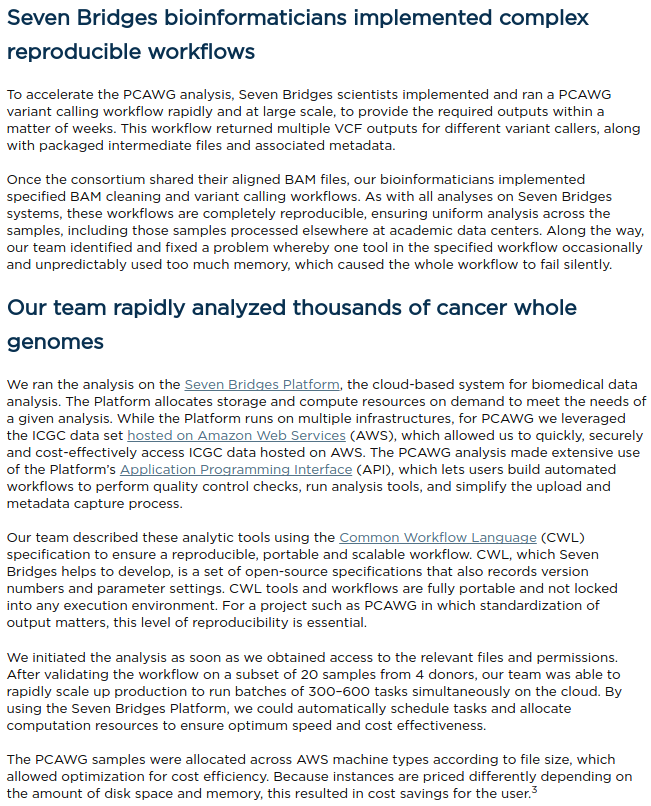 Seven Bridges bioinformaticians implemented complex
reproducible workflows
To accelerate the PCAWG analysis, Seven Bridges scientists implemented and ran a PCAWG
variant calling workflow rapidly and at large scale, to provide the required outputs within a
matter of weeks. This workflow returned multiple VCF outputs for different variant callers, along
with packaged intermediate files and associated metadata.
Once the consortium shared their aligned BAM files, our bioinformaticians implemented
specified BAM cleaning and variant calling workflows. As with all analyses on Seven Bridges
systems, these workflows are completely reproducible, ensuring uniform analysis across the
samples, including those samples processed elsewhere at academic data centers. Along the way,
our team identified and fixed a problem whereby one tool in the specified workflow occasionally
and unpredictably used too much memory, which caused the whole workflow to fail silently.
Our team rapidly analyzed thousands of cancer whole
genomes
We ran the analysis on the Seven Bridges Platform, the cloud-based system for biomedical data
analysis. The Platform allocates storage and compute resources on demand to meet the needs of
a given analysis. While the Platform runs on multiple infrastructures, for PCAWG we leveraged
the ICGC data set hosted on Amazon Web Services (AWS), which allowed us to quickly, securely
and cost-effectively access ICGC data hosted on AWS. The PCAWG analysis made extensive use
of the Platform's Application Programming Interface (API), which lets users build automated
workflows to perform quality control checks, run analysis tools, and simplify the upload and
metadata capture process.
Our team described these analytic tools using the Common Workflow Language (CWL)
specification to ensure a reproducible, portable and scalable workflow. CWL, which Seven
Bridges helps to develop, is a set of open-source specifications that also records version
numbers and parameter settings. CWL tools and workflows are fully portable and not locked
into any execution environment. For a project such as PCAWG in which standardization of
output matters, this level of reproducibility is essential.
We initiated the analysis as soon as we obtained access to the relevant files and permissions.
After validating the workflow on a subset of 20 samples from 4 donors, our team was able to
rapidly scale up production to run batches of 300–600 tasks simultaneously on the cloud. By
using the Seven Bridges Platform, we could automatically schedule tasks and allocate
computation resources to ensure optimum speed and cost effectiveness.
The PCAWG samples were allocated across AWS machine types according to file size, which
allowed optimization for cost efficiency. Because instances are priced differently depending on
the amount of disk space and memory, this resulted in cost savings for the user.3